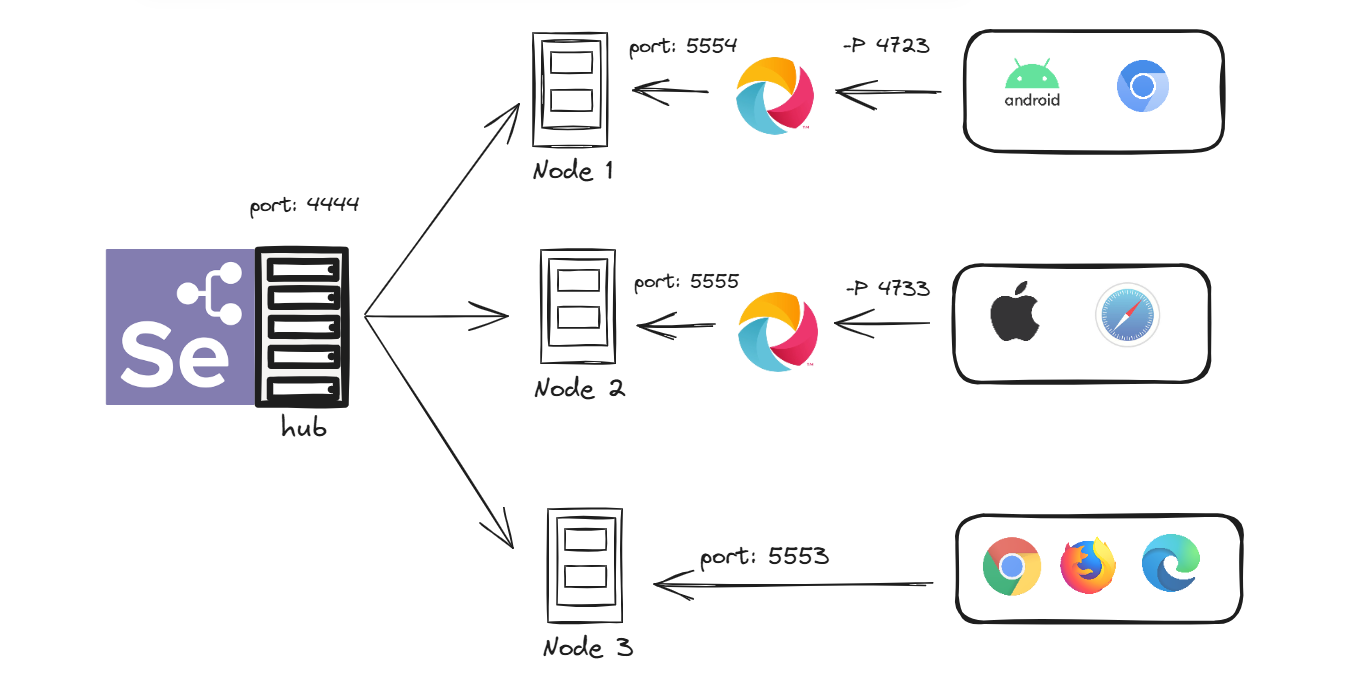 port: 5554
-P 4723
android
Node 1
port: 4444
Se
hub
port: 5555
-P 4733
Node 2
port: 5553
Node 3